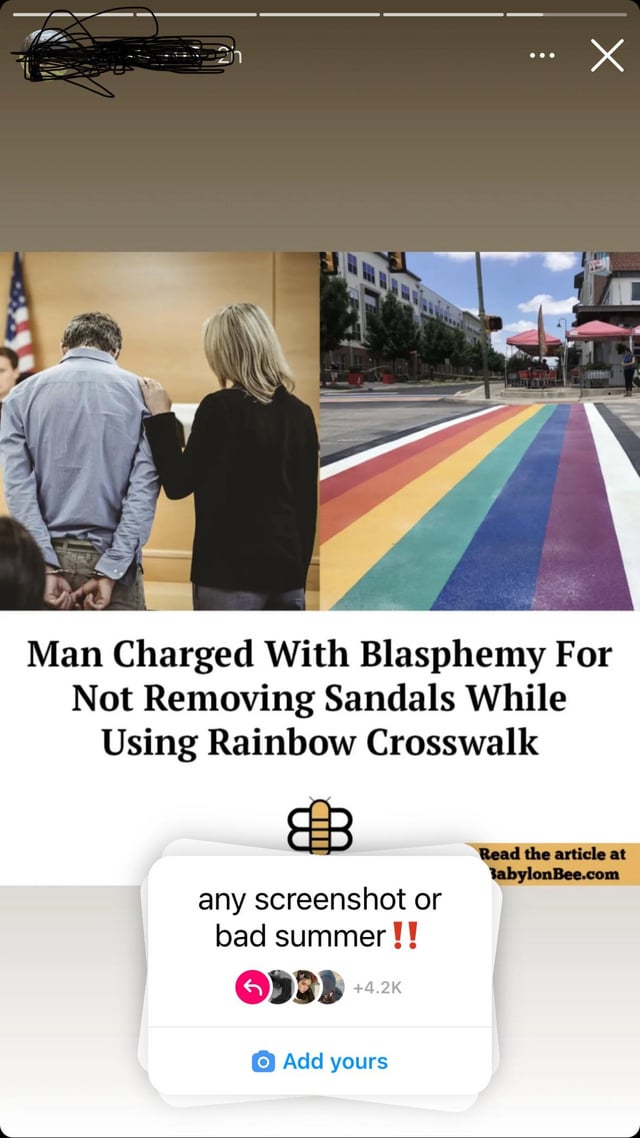 2h
Man Charged With Blasphemy For
Not Removing Sandals While
Using Rainbow Crosswalk
Read the article at
BabylonBee.com
any screenshot or
bad summer‼️
+4.2K
Add yours